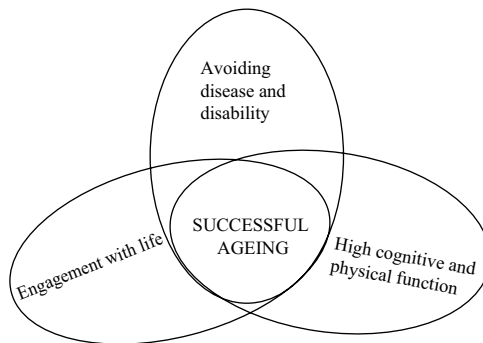 Avoiding
disease and
disability
SUCCESSFUL
AGEING
Engagement with life
High cognitive and
physical function